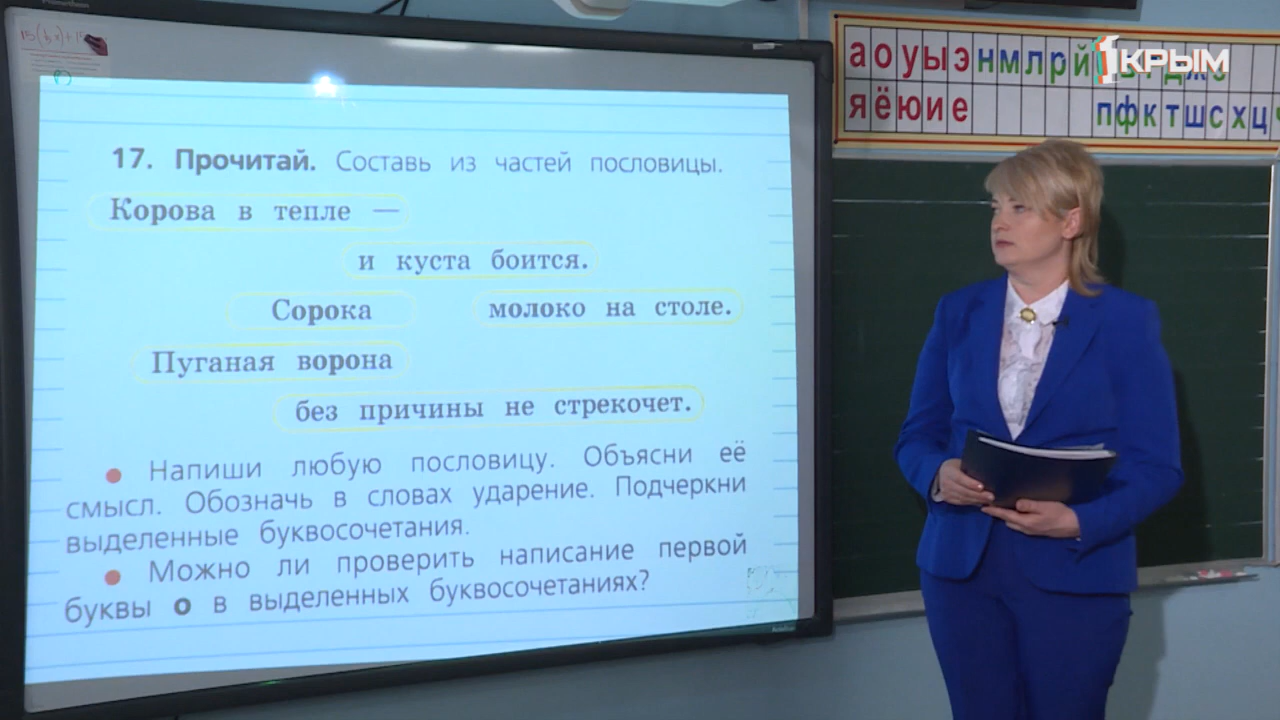 17. Прочитай. Составь из частей пословицы.
Корова в тепле —
и куста боится.
Сорока молоко на столе.
Пуганая ворона
без причины не стрекочет.
• Напиши любую пословицу. Объясни её
смысл. Обозначь в словах ударение. Подчеркни
выделенные буквосочетания.
• Можно ли проверить написание первой
буквы о в выделенных буквосочетаниях?
а о у ы э н м л р й
я ё ю и е п ф к т ш с х ц
1КРЫМ